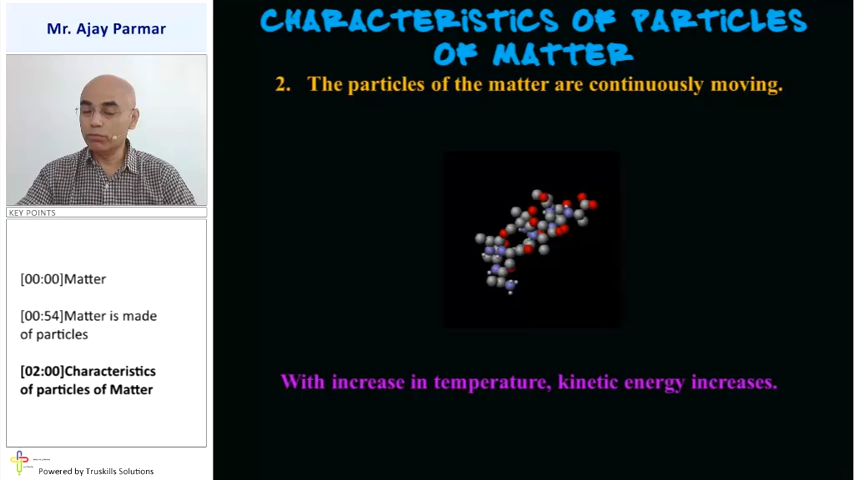 Mr. Ajay Parmar
KEY POINTS
[00:00]Matter
[00:54]Matter is made
of particles
[02:00]Characteristics
of particles of Matter
Powered by Truskills Solutions
CHARACTERISTICS OF PARTICLES
OF MATTER
2. The particles of the matter are continuously moving.
With increase in temperature, kinetic energy increases.